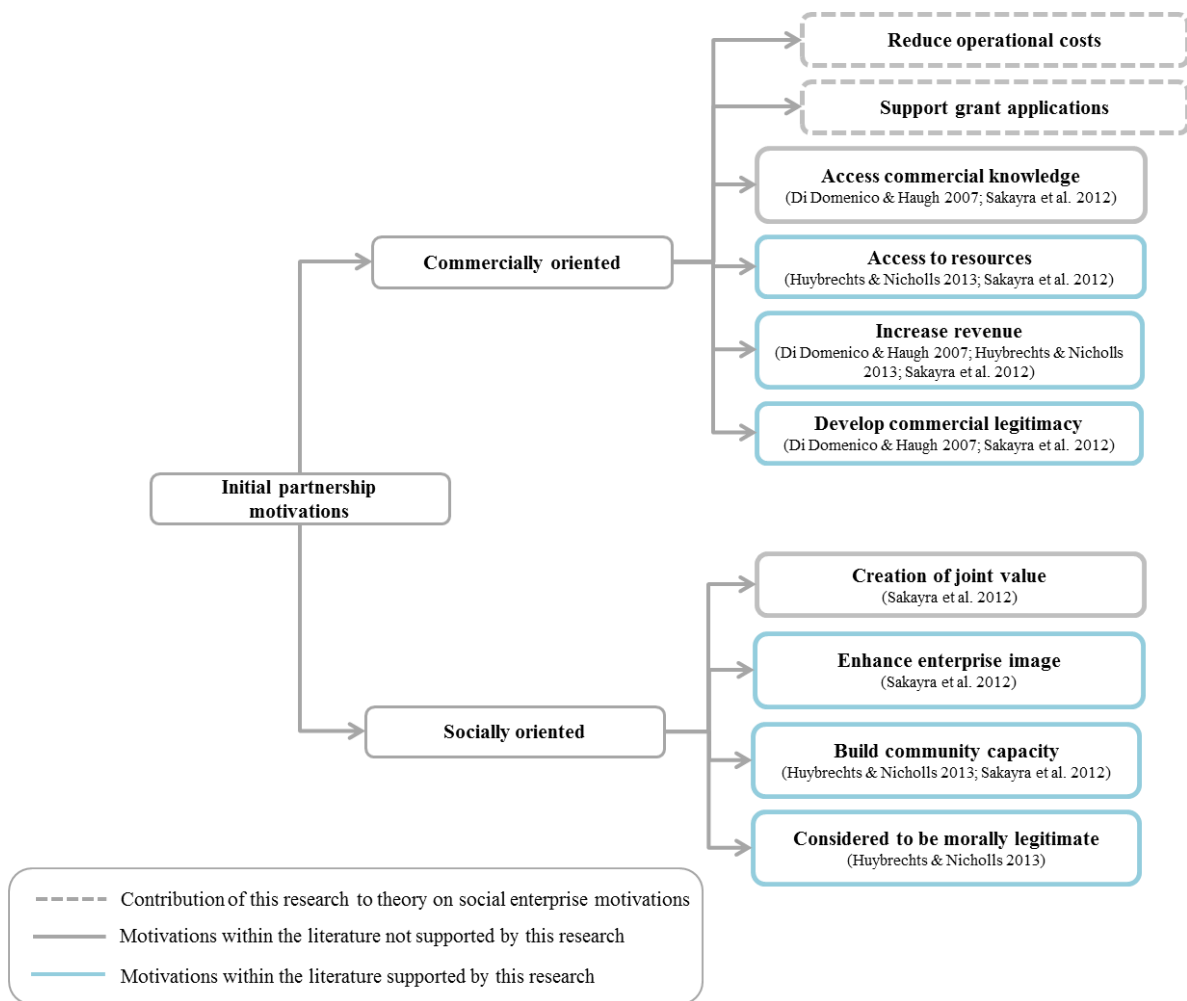 Reduce operational costs
Support grant applications
Access commercial knowledge
(Di Domenico & Haugh 2007; Sakayra et al. 2012)
Commercially oriented
Access to resources
(Huybrechts & Nicholls 2013; Sakayra et al. 2012)
Increase revenue
(Di Domenico & Haugh 2007; Huybrechts & Nicholls
2013; Sakayra et al. 2012)
Develop commercial legitimacy
(Di Domenico & Haugh 2007; Sakayra et al. 2012)
Initial partnership
motivations
Creation of joint value
(Sakayra et al. 2012)
Enhance enterprise image
(Sakayra et al. 2012)
Socially oriented
Build community capacity
(Huybrechts & Nicholls 2013; Sakayra et al. 2012)
Considered to be morally legitimate
(Huybrechts & Nicholls 2013)
Contribution of this research to theory on social enterprise motivations
Motivations within the literature not supported by this research
Motivations within the literature supported by this research